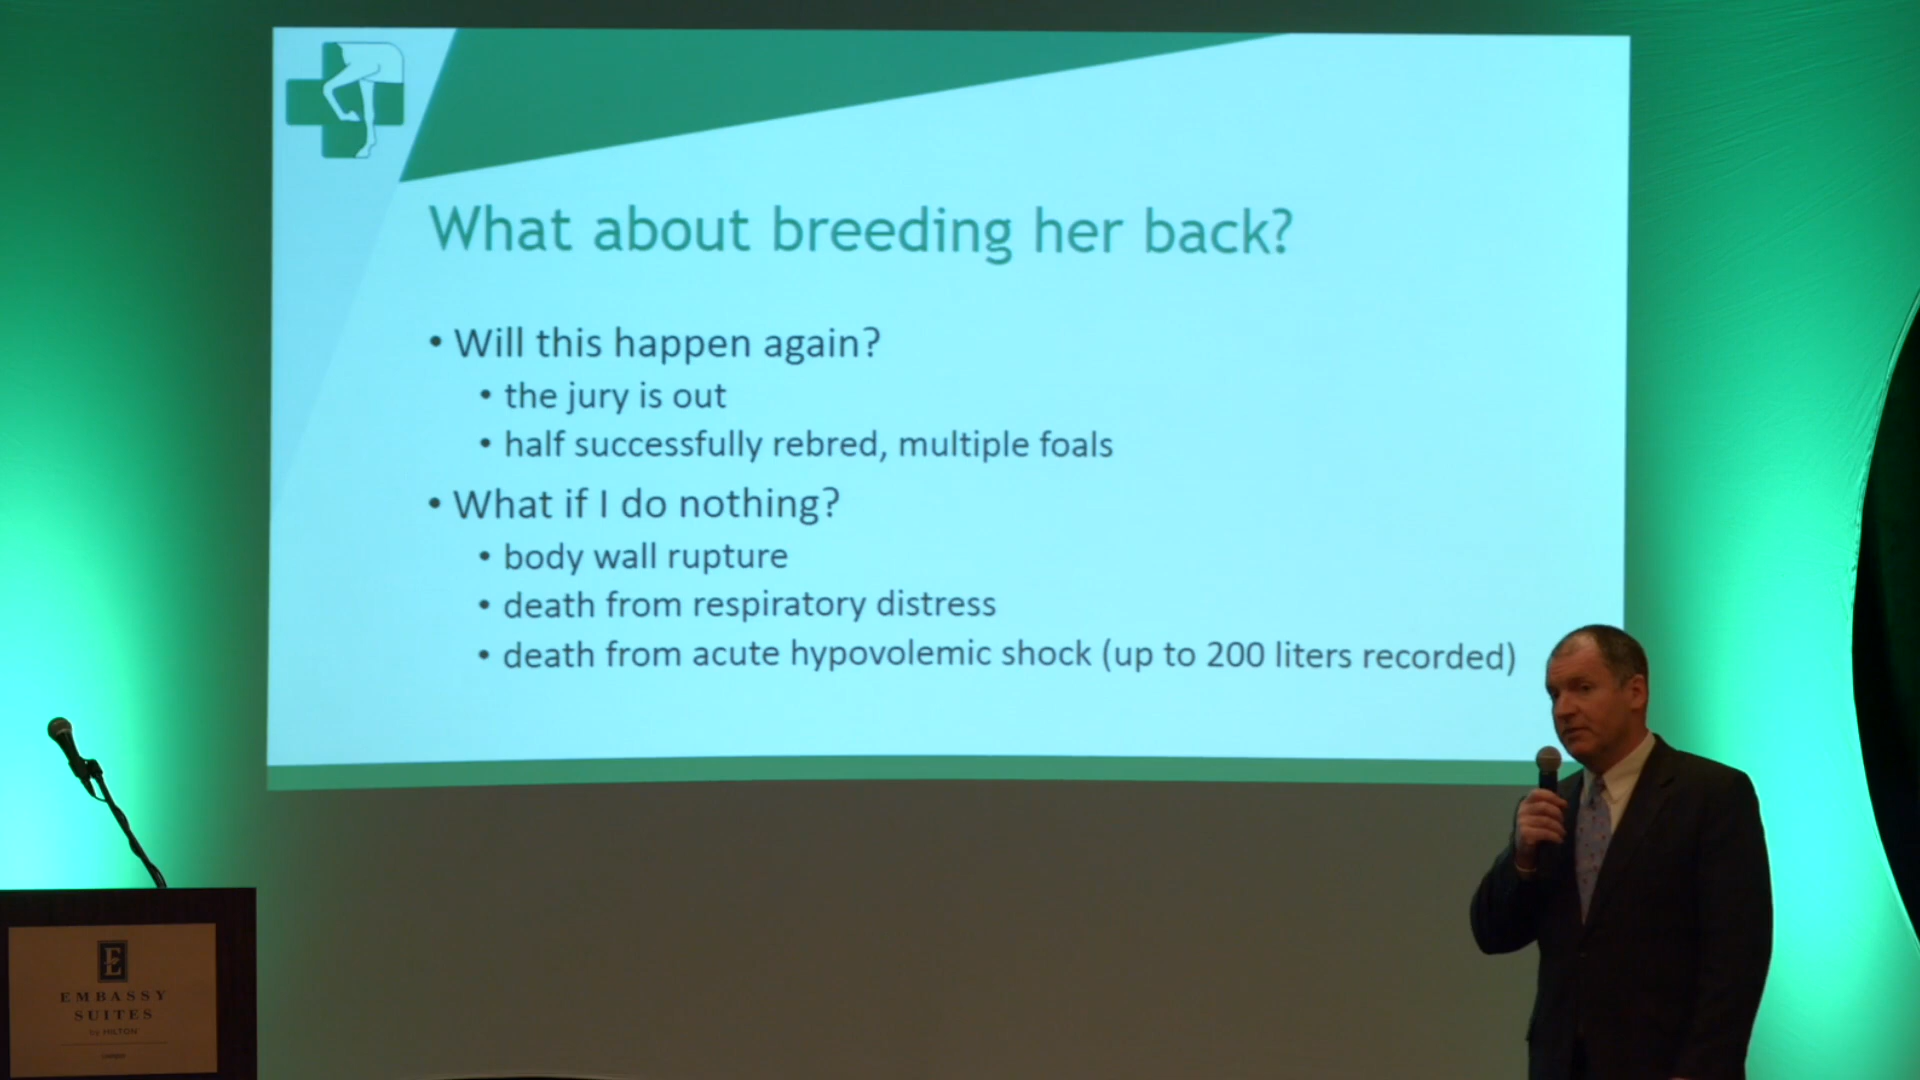 What about breeding her back?
• Will this happen again?
• the jury is out
• half successfully rebred, multiple foals
• What if I do nothing?
• body wall rupture
• death from respiratory distress
• death from acute hypovolemic shock (up to 200 liters recorded)
E
EMBASSY
SUITES
by HILTON